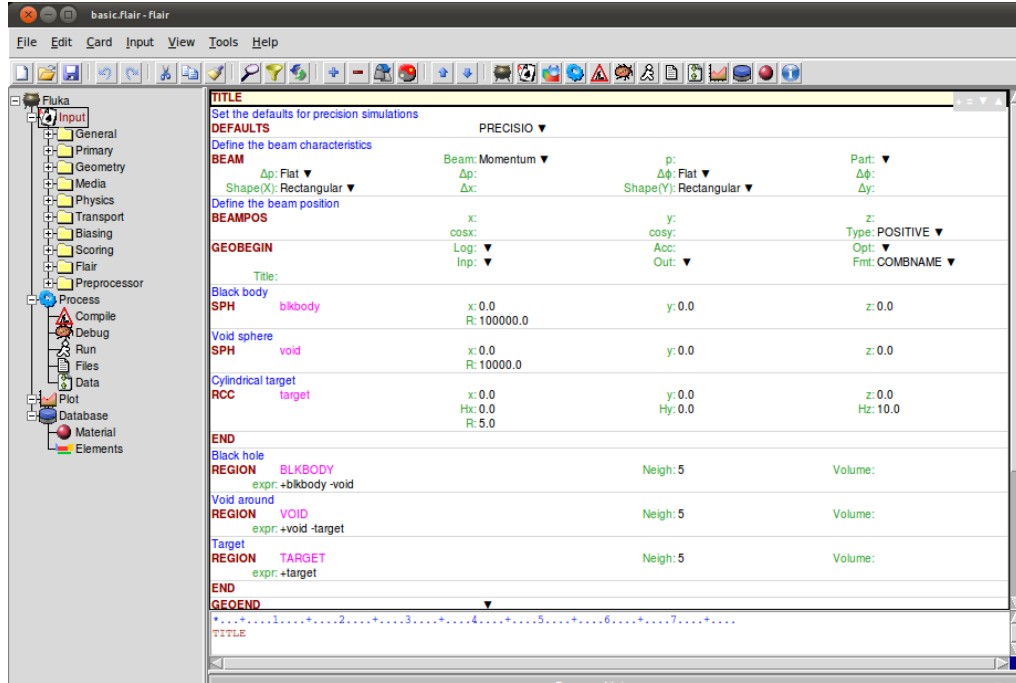 basic.flair - flair
File Edit Card Input View Tools Help
Fluka
Input
General
Primary
Geometry
Media
Physics
Transport
Biasing
Scoring
Flair
Preprocessor
Process
Compile
Debug
Run
Files
Data
Plot
Database
Material
Elements
TITLE
Set the defaults for precision simulations
DEFAULTS PRECISIO ▼
Define the beam characteristics
BEAM Beam: Momentum ▼ p: Part: ▼
Δp: Flat ▼ Δp: Δϕ: Flat ▼ Δϕ:
Shape(X): Rectangular ▼ Δx: Shape(Y): Rectangular ▼ Δy:
Define the beam position
BEAMPOS x: y: z:
cosx: cosy: Type: POSITIVE ▼
GEOBEGIN Log: ▼ Acc: Opt: ▼
Inp: ▼ Out: ▼ Fmt: COMBNAME ▼
Title:
Black body
SPH blkbody x: 0.0 y: 0.0 z: 0.0
R: 100000.0
Void sphere
SPH void x: 0.0 y: 0.0 z: 0.0
R: 10000.0
Cylindrical target
RCC target x: 0.0 y: 0.0 z: 0.0
Hx: 0.0 Hy: 0.0 Hz: 10.0
R: 5.0
END
Black hole
REGION BLKBODY Neigh: 5 Volume:
expr: +blkbody -void
Void around
REGION VOID Neigh: 5 Volume:
expr: +void -target
Target
REGION TARGET Neigh: 5 Volume:
expr: +target
END
GEOEND ▼
*...+....1....+....2....+....3....+....4....+....5....+....6....+....7....+....
TITLE